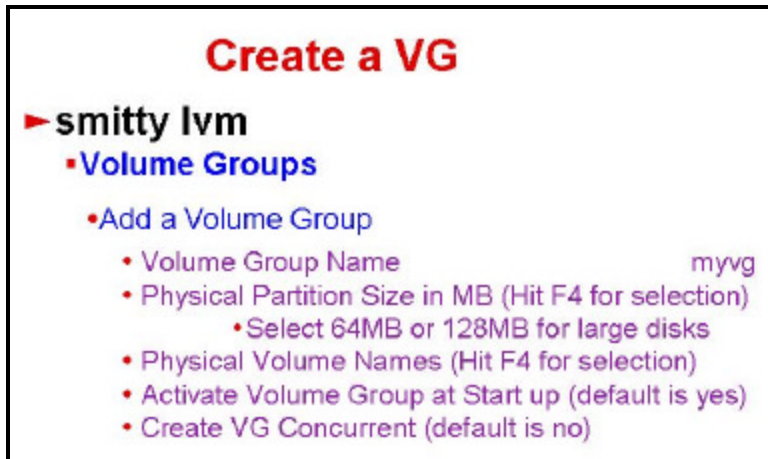 Create a VG
►smitty lvm
▪Volume Groups
•Add a Volume Group
• Volume Group Name myvg
• Physical Partition Size in MB (Hit F4 for selection)
• Select 64MB or 128MB for large disks
• Physical Volume Names (Hit F4 for selection)
• Activate Volume Group at Start up (default is yes)
• Create VG Concurrent (default is no)